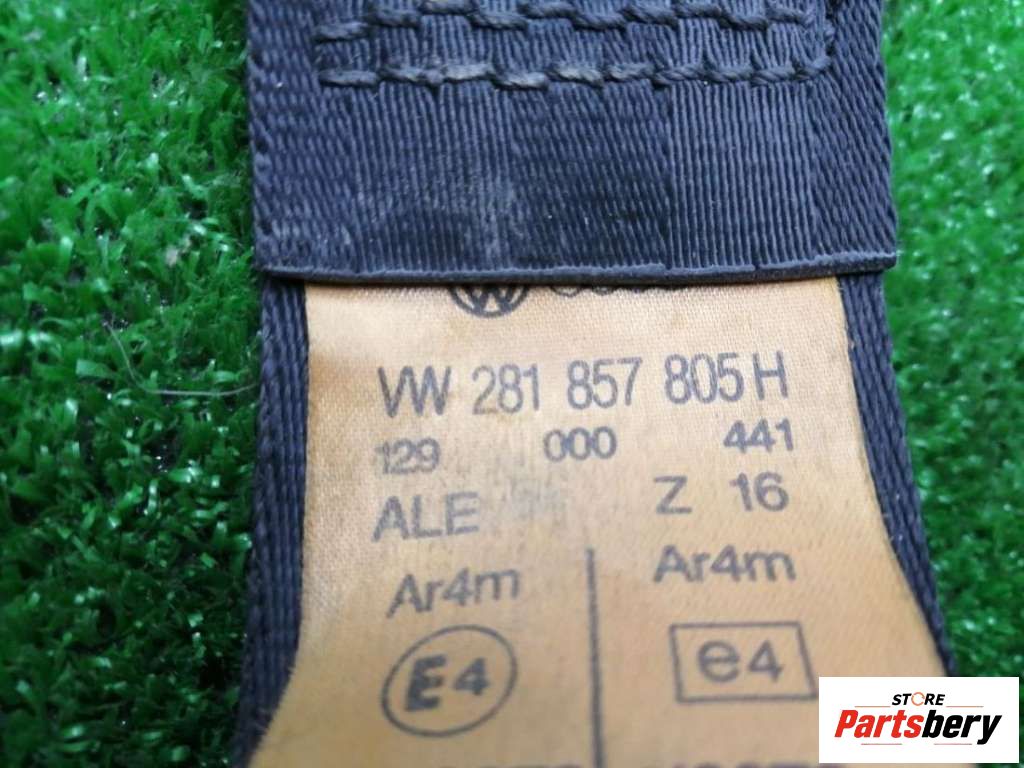 VW 281 857 805 H
129 000 441
ALE Z 16
Ar4m Ar4m
E4 e4
STORE
Partsbery